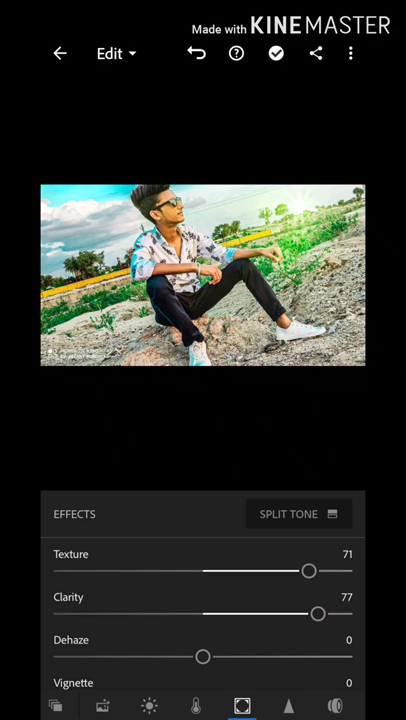 Made with KINEMASTER
Edit
EFFECTS
SPLIT TONE
Texture 71
Clarity 77
Dehaze 0
Vignette 0